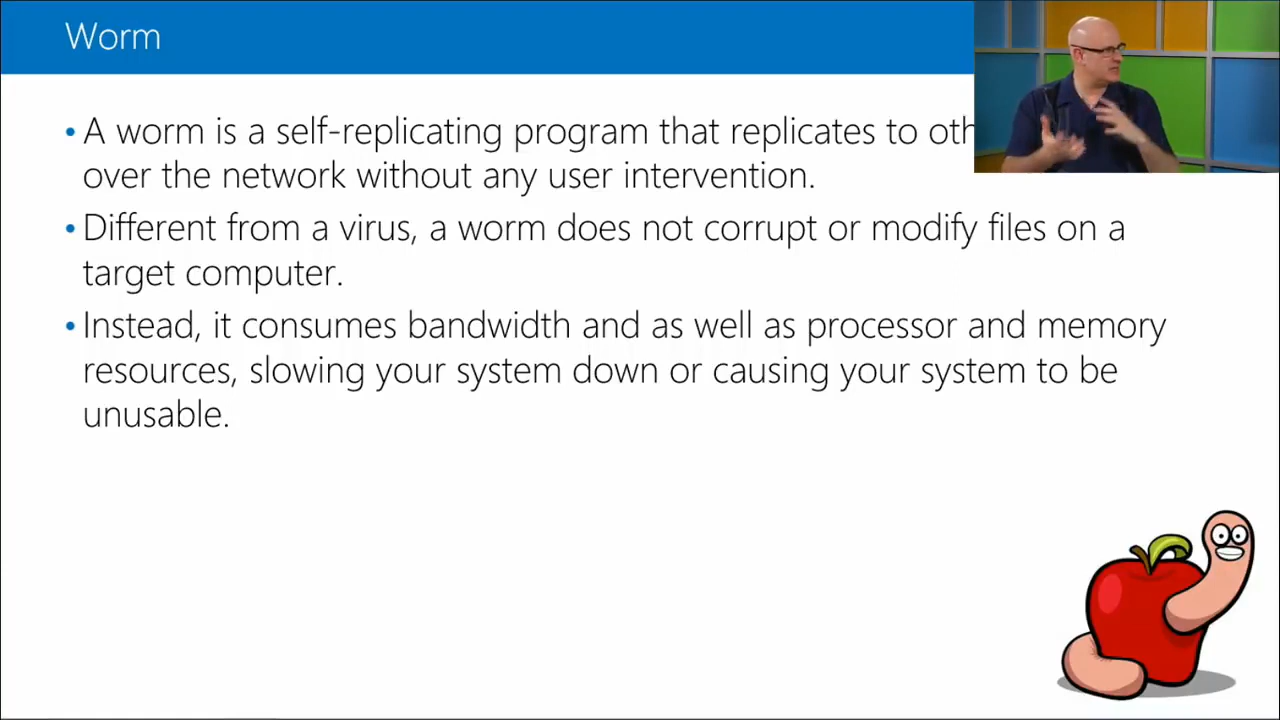 Worm
• A worm is a self-replicating program that replicates to oth
over the network without any user intervention.
• Different from a virus, a worm does not corrupt or modify files on a
target computer.
• Instead, it consumes bandwidth and as well as processor and memory
resources, slowing your system down or causing your system to be
unusable.